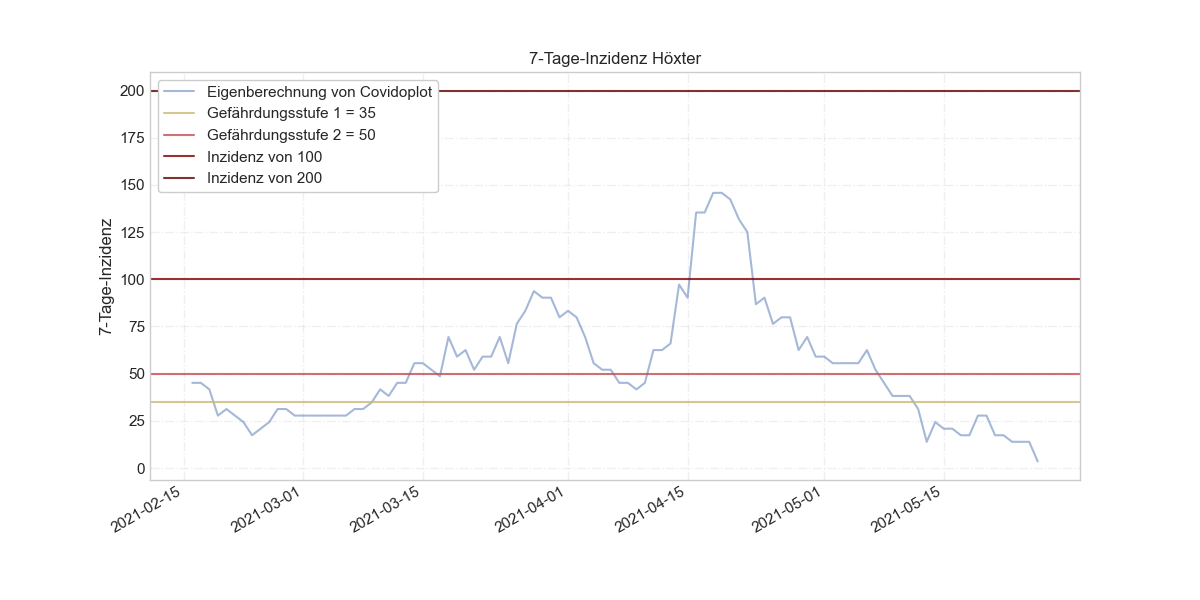 7-Tage-Inzidenz Höxter
Eigenberechnung von Covidoplot
Gefährdungsstufe 1 = 35
Gefährdungsstufe 2 = 50
Inzidenz von 100
Inzidenz von 200
7-Tage-Inzidenz
200
175
150
125
100
75
50
25
0
2021-02-15
2021-03-01
2021-03-15
2021-04-01
2021-04-15
2021-05-01
2021-05-15